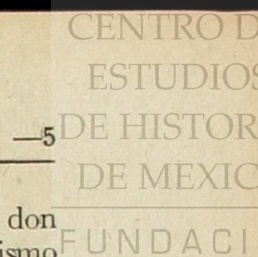 CENTRO D
ESTUDIOS
DE HISTOR
DE MEXIC
FUNDACI
—5
don
ismo